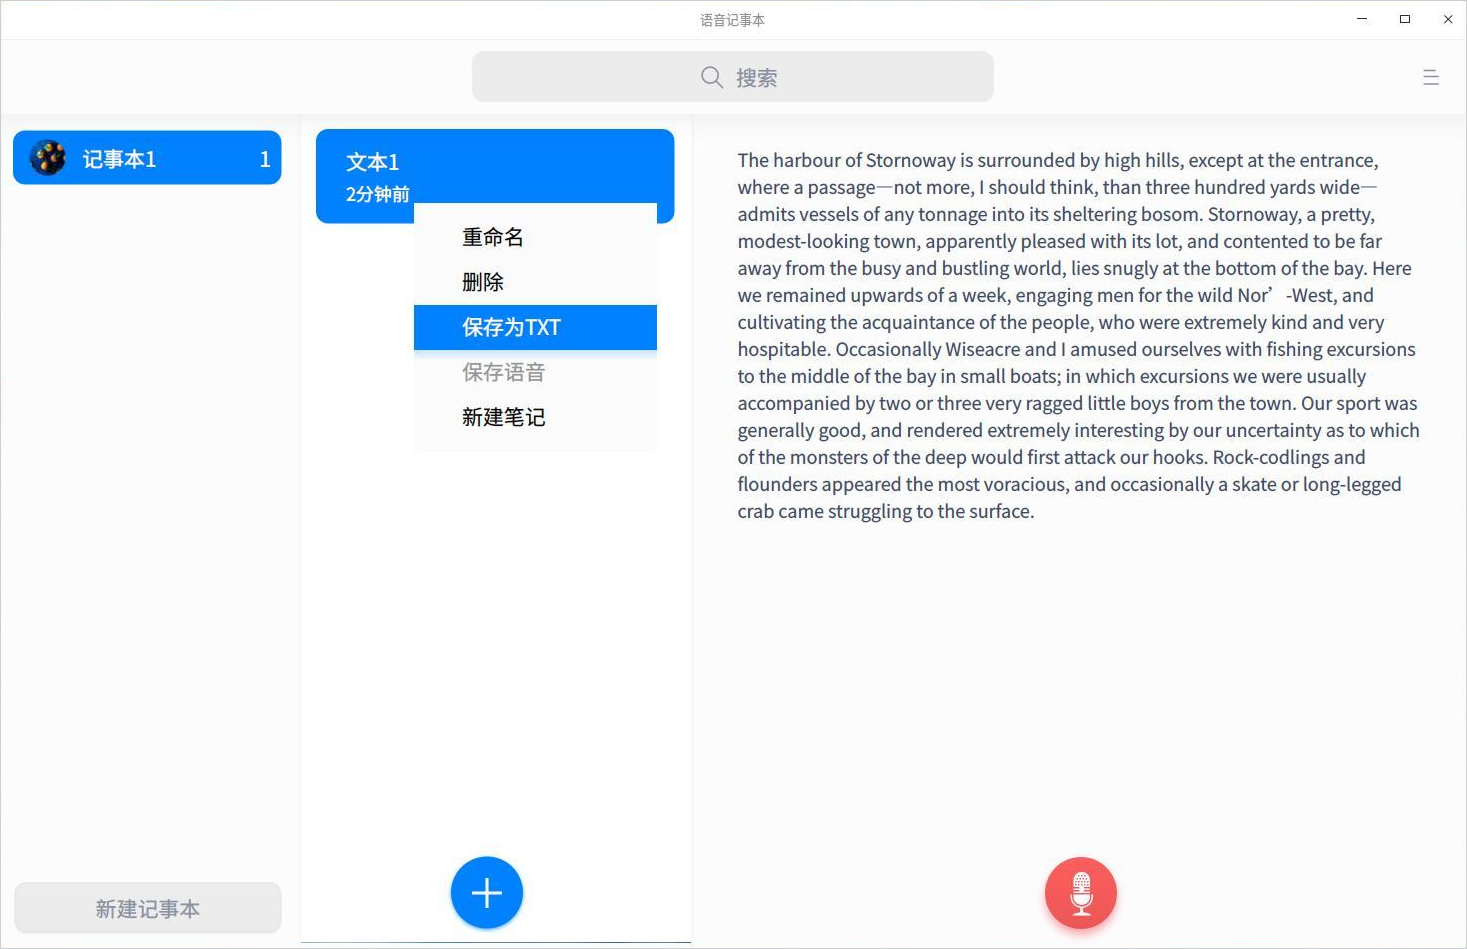 语音记事本
搜索
记事本1 1
文本1
2分钟前
重命名
删除
保存为TXT
保存语音
新建笔记
The harbour of Stornoway is surrounded by high hills, except at the entrance,
where a passage—not more, I should think, than three hundred yards wide—
admits vessels of any tonnage into its sheltering bosom. Stornoway, a pretty,
modest-looking town, apparently pleased with its lot, and contented to be far
away from the busy and bustling world, lies snugly at the bottom of the bay. Here
we remained upwards of a week, engaging men for the wild Nor’-West, and
cultivating the acquaintance of the people, who were extremely kind and very
hospitable. Occasionally Wiseacre and I amused ourselves with fishing excursions
to the middle of the bay in small boats; in which excursions we were usually
accompanied by two or three very ragged little boys from the town. Our sport was
generally good, and rendered extremely interesting by our uncertainty as to which
of the monsters of the deep would first attack our hooks. Rock-codlings and
flounders appeared the most voracious, and occasionally a skate or long-legged
crab came struggling to the surface.
新建记事本